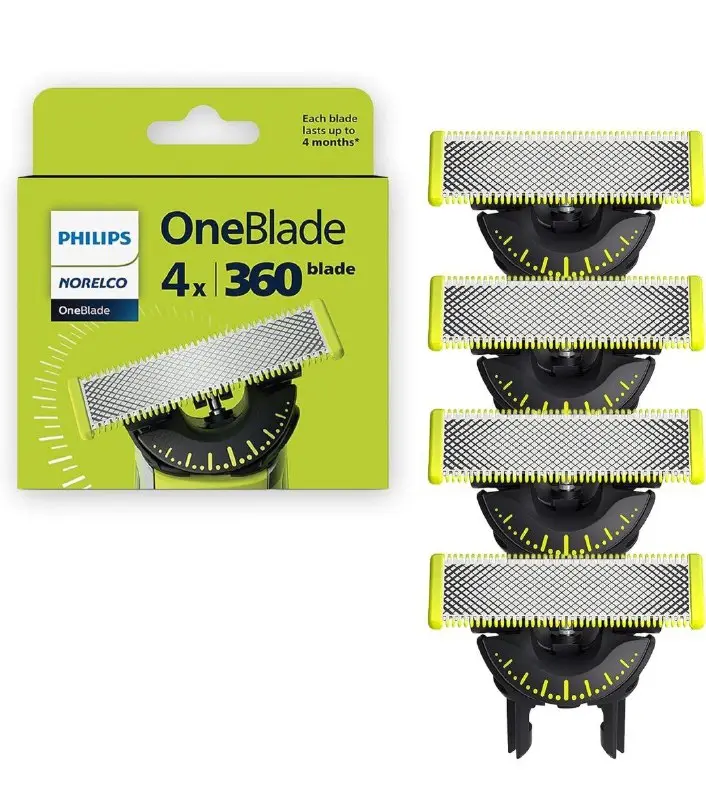 Each blade
lasts up to
4 months*
PHILIPS
NORELCO
OneBlade
OneBlade
4x | 360 blade